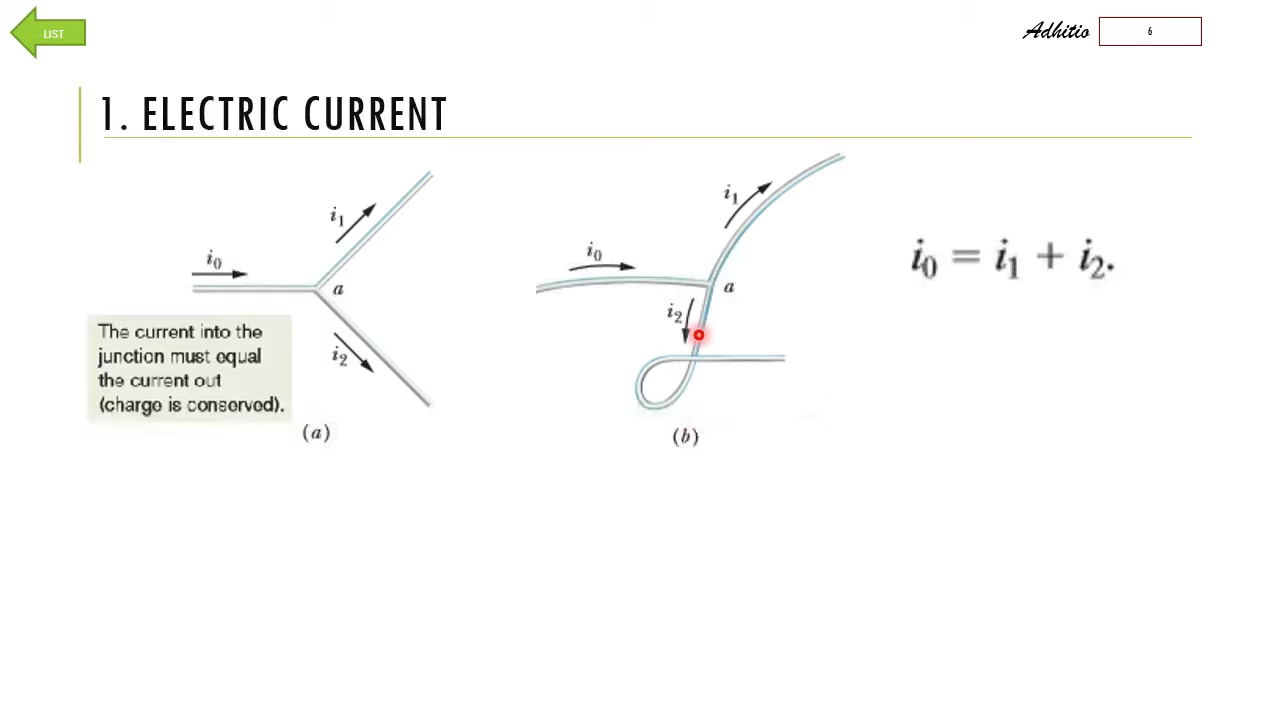 LIST
Adhitio
6
1. ELECTRIC CURRENT
i0
i1
a
i2
The current into the
junction must equal
the current out
(charge is conserved).
(a)
i0
i1
a
i2
(b)
i0 = i1 + i2.